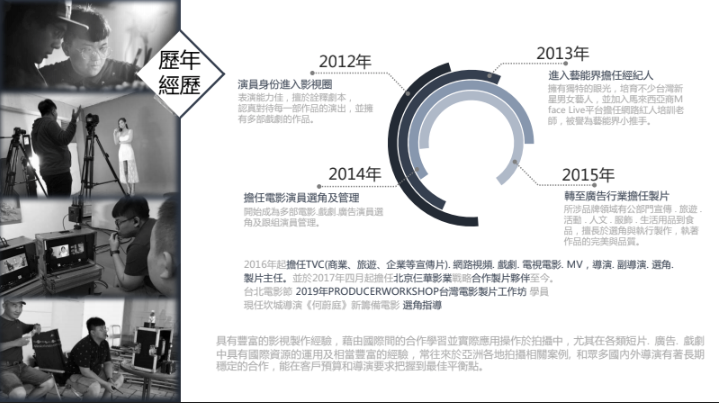 歷年
經歷
2012年
演員身份進入影視圈
表演能力佳，擅於詮釋劇本，
認真對待每一部作品的演出，並擁
有多部戲劇的作品。
2013年
進入藝能界擔任經紀人
擁有獨特的眼光，培育不少台灣新
星男女藝人，並加入馬來西亞商M
face Live平台擔任網路紅人培訓老
師，被譽為藝能界小推手。
2014年
擔任電影演員選角及管理
開始成為多部電影.戲劇.廣告演員選
角及跟組演員管理。
2015年
轉至廣告行業擔任製片
所涉品牌領域有公部門宣傳．旅遊．
活動．人文．服飾．生活用品到食
品，擅長於選角與執行製作，執著
作品的完美與品質。
2016年起擔任TVC(商業、旅遊、企業等宣傳片). 網路視頻. 戲劇. 電視電影. MV，導演. 副導演. 選角.
製片主任。並於2017年四月起擔任北京仨華影業戰略合作製片夥伴至今。
台北電影節 2019年PRODUCERWORKSHOP台灣電影製片工作坊 學員
現任坎城導演《何蔚庭》新籌備電影 選角指導
具有豐富的影視製作經驗，藉由國際間的合作學習並實際應用操作於拍攝中，尤其在各類短片. 廣告. 戲劇
中具有國際資源的運用及相當豐富的經驗，常往來於亞洲各地拍攝相關案例, 和眾多國內外導演有著長期
穩定的合作，能在客戶預算和導演要求把握到最佳平衡點。